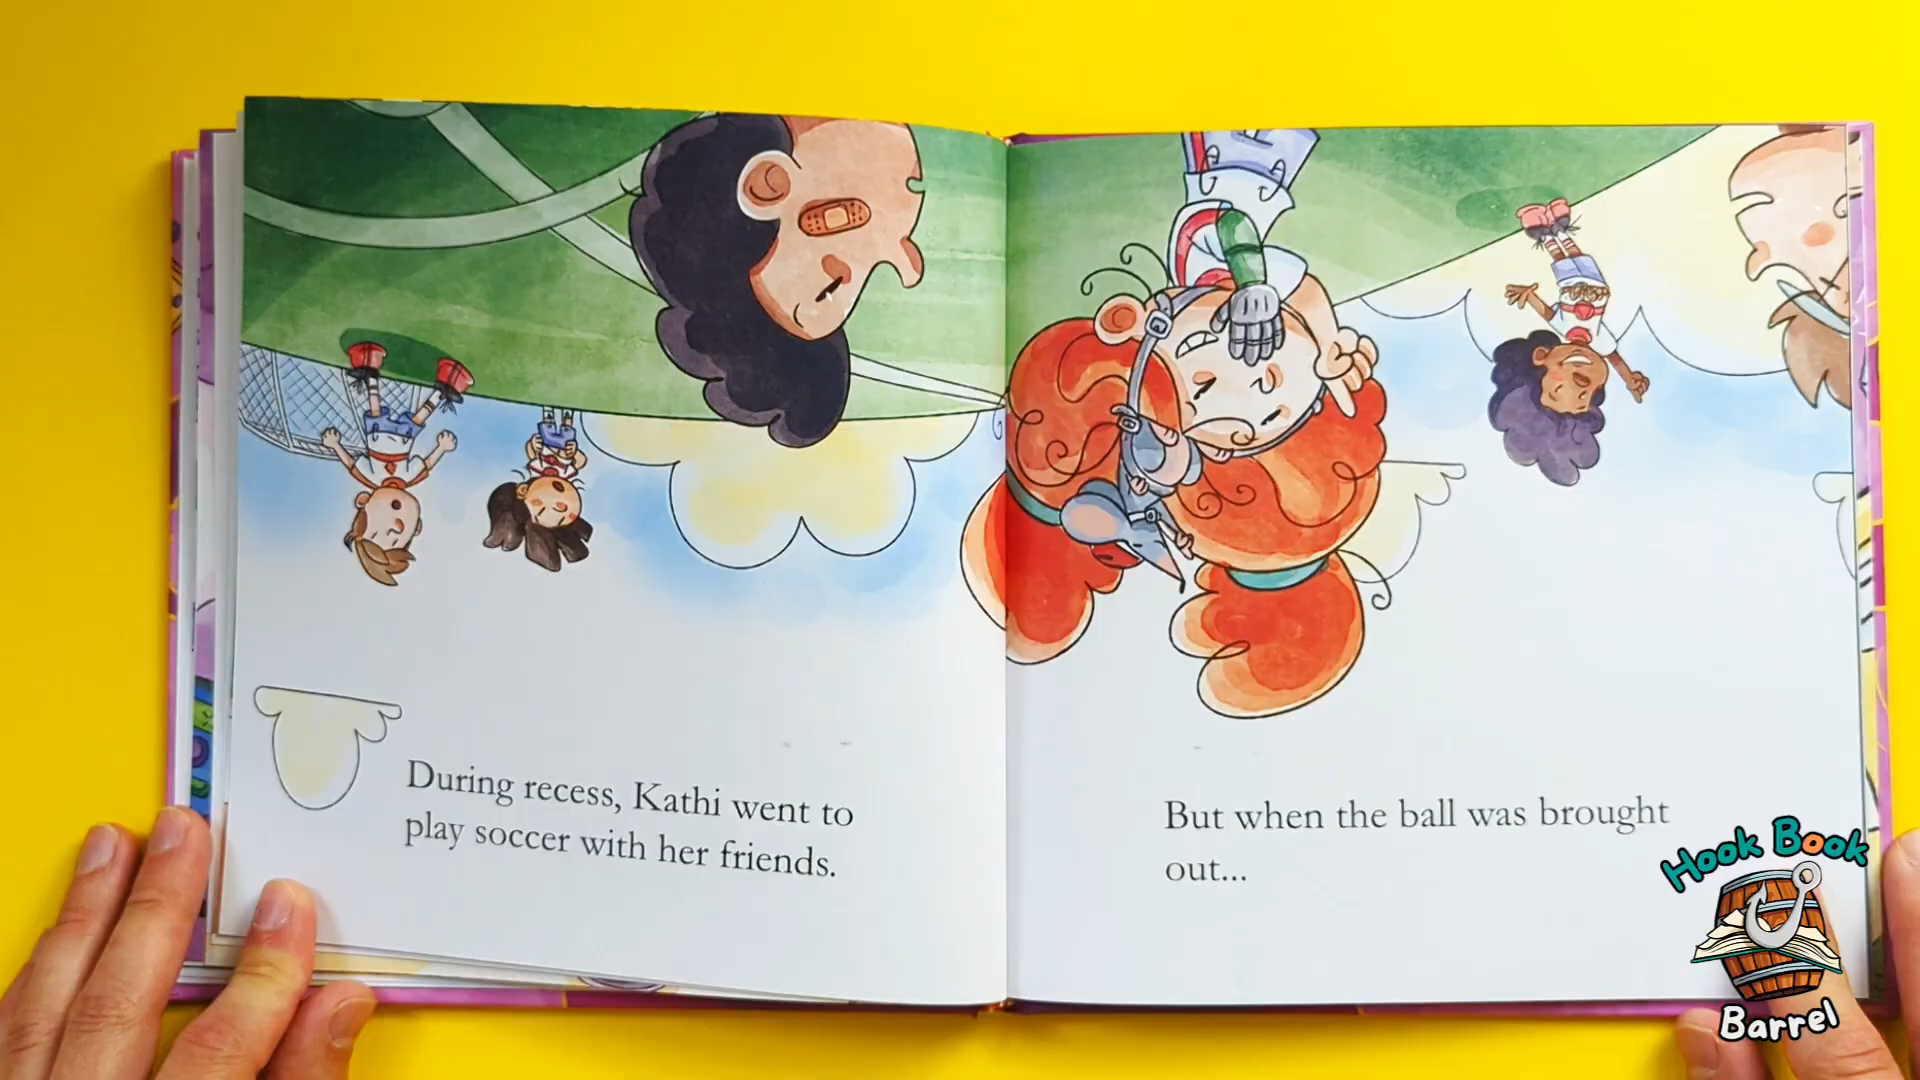 During recess, Kathi went to
play soccer with her friends.
But when the ball was brought
out...
Hook Book
Barrel